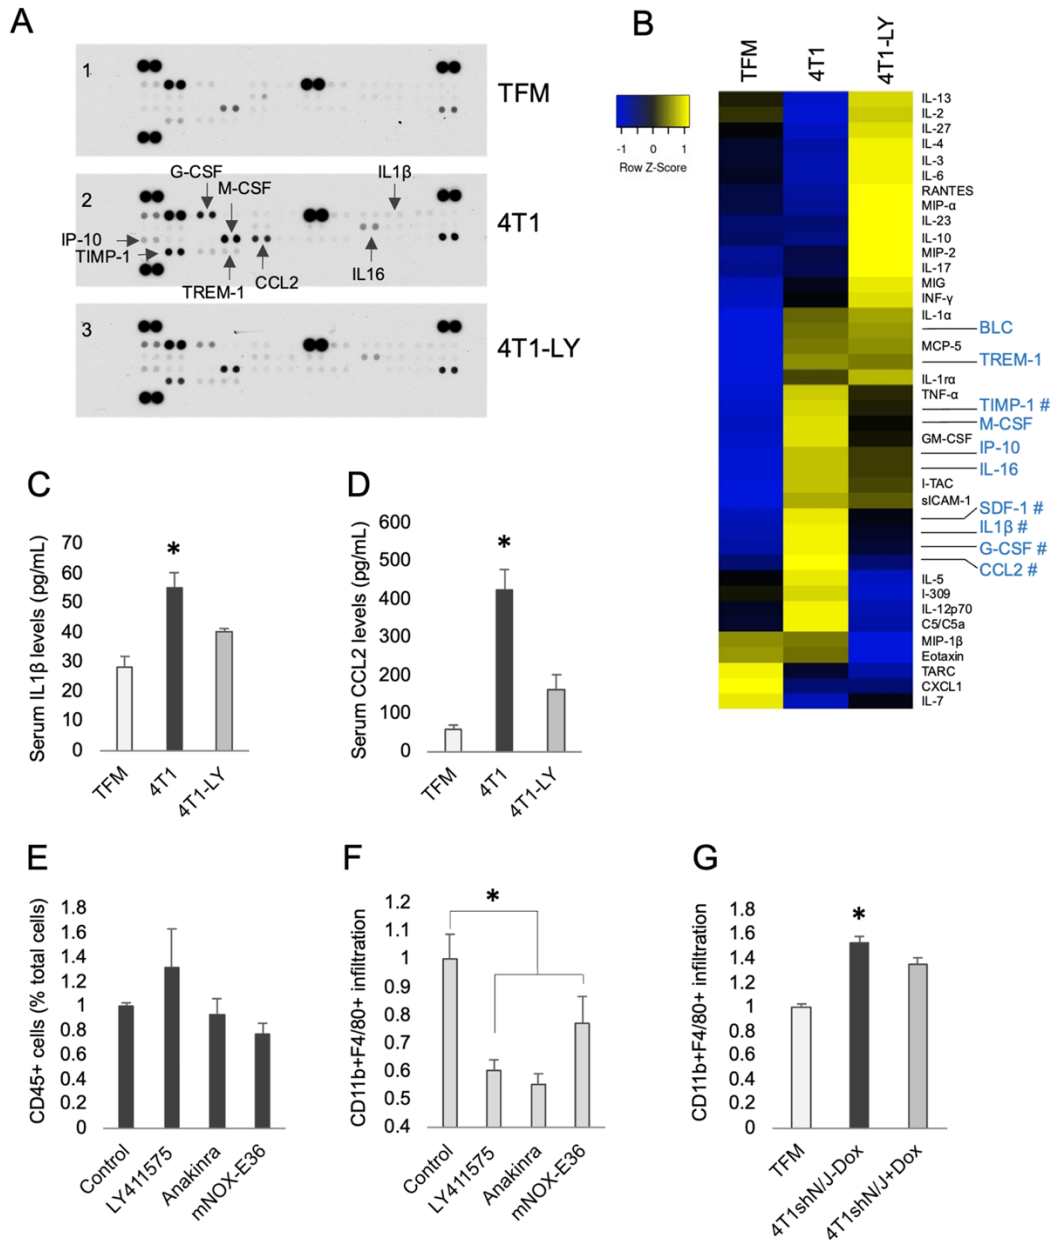 A
1
TFM
G-CSF
M-CSF
IL1β
2
4T1
IP-10
TIMP-1
TREM-1
CCL2
IL16
3
4T1-LY
B
TFM
4T1
4T1-LY
-1 0 1
Row Z-Score
IL-13
IL-2
IL-27
IL-4
IL-3
IL-6
RANTES
MIP-α
IL-23
IL-10
MIP-2
IL-17
MIG
INF-γ
IL-1α
BLC
MCP-5
TREM-1
IL-1rα
TNF-α
TIMP-1 #
M-CSF
GM-CSF
IP-10
IL-16
I-TAC
sICAM-1
SDF-1 #
IL1β #
G-CSF #
CCL2 #
IL-5
I-309
IL-12p70
C5/C5a
MIP-1β
Eotaxin
TARC
CXCL1
IL-7
C
Serum IL1β levels (pg/mL)
70
60
50
40
30
20
10
0
*
TFM
4T1
4T1-LY
D
Serum CCL2 levels (pg/mL)
600
500
400
300
200
100
0
*
TFM
4T1
4T1-LY
E
CD45+ cells (% total cells)
1.8
1.6
1.4
1.2
1
0.8
0.6
0.4
0.2
0
Control
LY411575
Anakinra
mNOX-E36
F
CD11b+F4/80+ infiltration
1.2
1.1
1
0.9
0.8
0.7
0.6
0.5
0.4
*
Control
LY411575
Anakinra
mNOX-E36
G
CD11b+F4/80+ infiltration
1.8
1.6
1.4
1.2
1
0.8
0.6
0.4
0.2
0
*
TFM
4T1shN/J-Dox
4T1shN/J+Dox